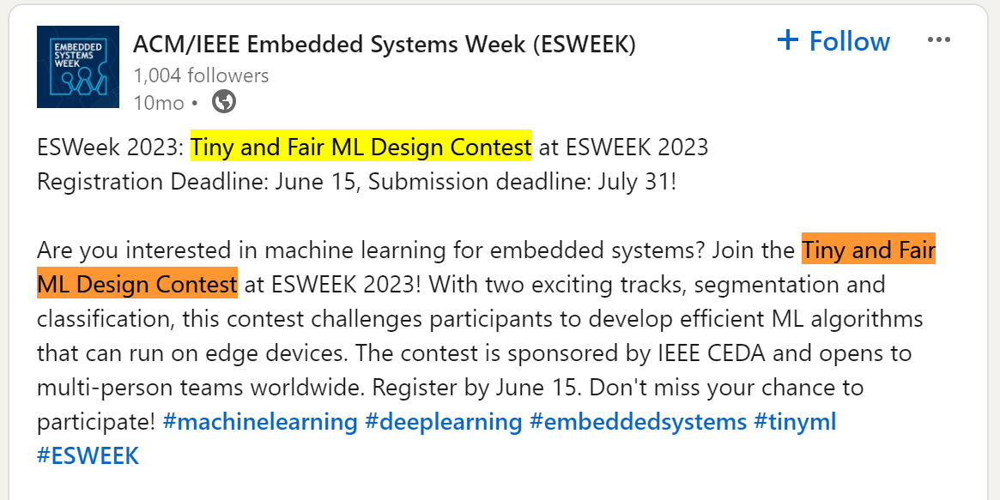 EMBEDDED
SYSTEMS
WEEK
ACM/IEEE Embedded Systems Week (ESWEEK)
+ Follow
1,004 followers
10mo •
ESWeek 2023: Tiny and Fair ML Design Contest at ESWEEK 2023
Registration Deadline: June 15, Submission deadline: July 31!
Are you interested in machine learning for embedded systems? Join the Tiny and Fair
ML Design Contest at ESWEEK 2023! With two exciting tracks, segmentation and
classification, this contest challenges participants to develop efficient ML algorithms
that can run on edge devices. The contest is sponsored by IEEE CEDA and opens to
multi-person teams worldwide. Register by June 15. Don't miss your chance to
participate! #machinelearning #deeplearning #embeddedsystems #tinyml
#ESWEEK